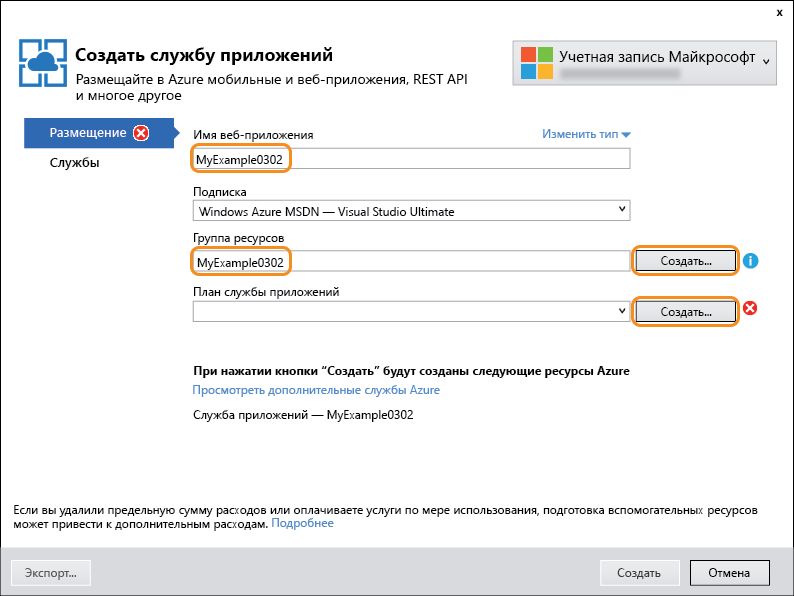 x
Создать службу приложений
Размещайте в Azure мобильные и веб-приложения, REST API
и многое другое
Учетная запись Майкрософт
Размещение
Службы
Имя веб-приложения
Изменить тип
MyExample0302
Подписка
Windows Azure MSDN — Visual Studio Ultimate
Группа ресурсов
MyExample0302
Создать...
План службы приложений
Создать...
При нажатии кнопки “Создать” будут созданы следующие ресурсы Azure
Просмотреть дополнительные службы Azure
Служба приложений — MyExample0302
Если вы удалили предельную сумму расходов или оплачиваете услуги по мере использования, подготовка вспомогательных ресурсов
может привести к дополнительным расходам. Подробнее
Экспорт...
Создать
Отмена